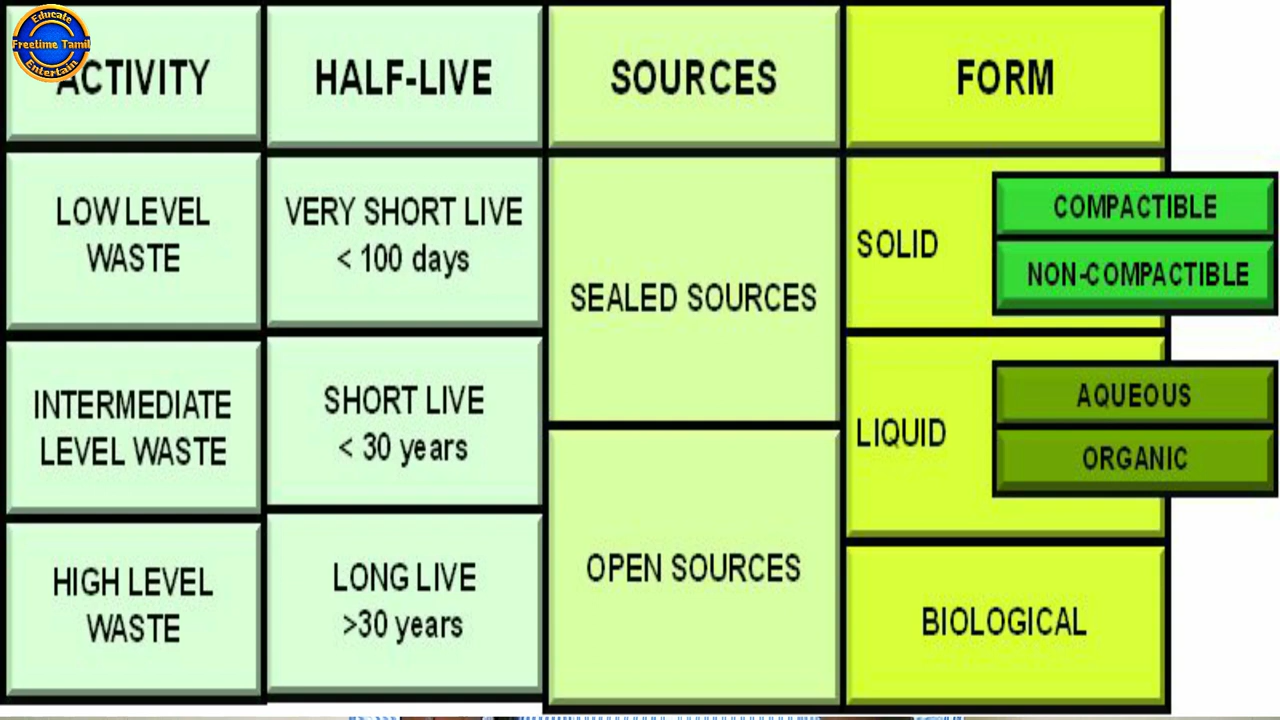 Educate
Freetime Tamil
Entertain
ACTIVITY
HALF-LIVE
SOURCES
FORM
LOW LEVEL
WASTE
VERY SHORT LIVE
< 100 days
SEALED SOURCES
SOLID
COMPACTIBLE
NON-COMPACTIBLE
INTERMEDIATE
LEVEL WASTE
SHORT LIVE
< 30 years
LIQUID
AQUEOUS
ORGANIC
HIGH LEVEL
WASTE
LONG LIVE
>30 years
OPEN SOURCES
BIOLOGICAL